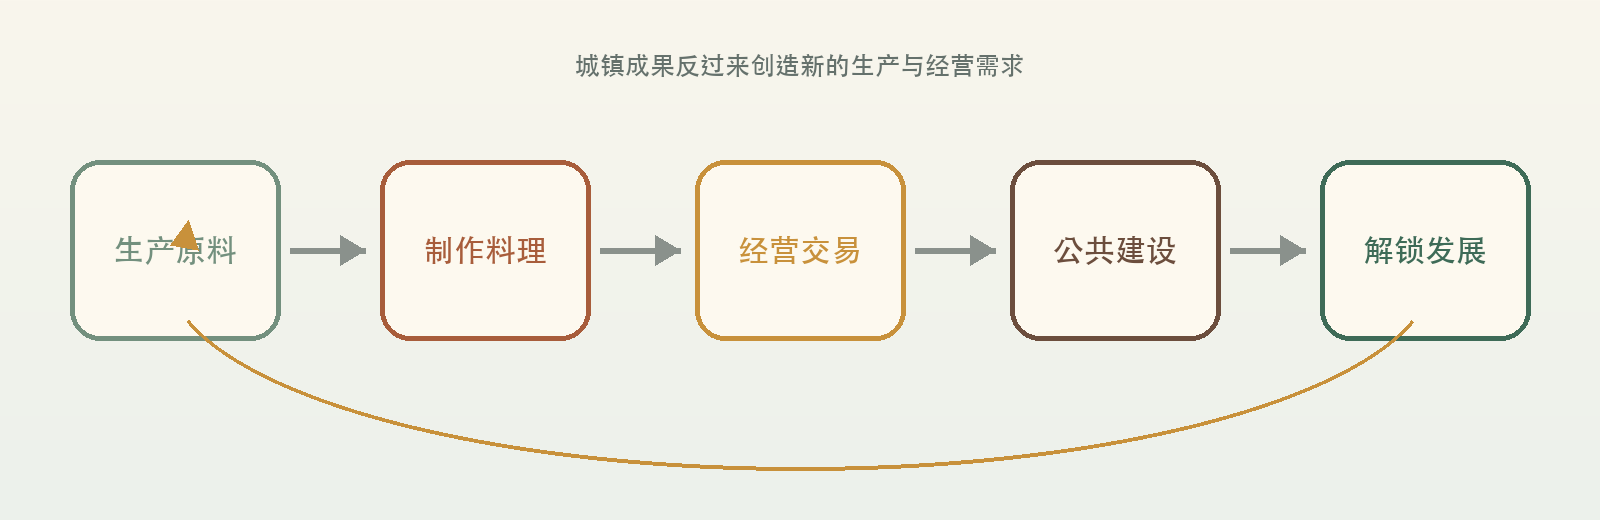 城镇成果反过来创造新的生产与经营需求
生产原料
制作料理
经营交易
公共建设
解锁发展